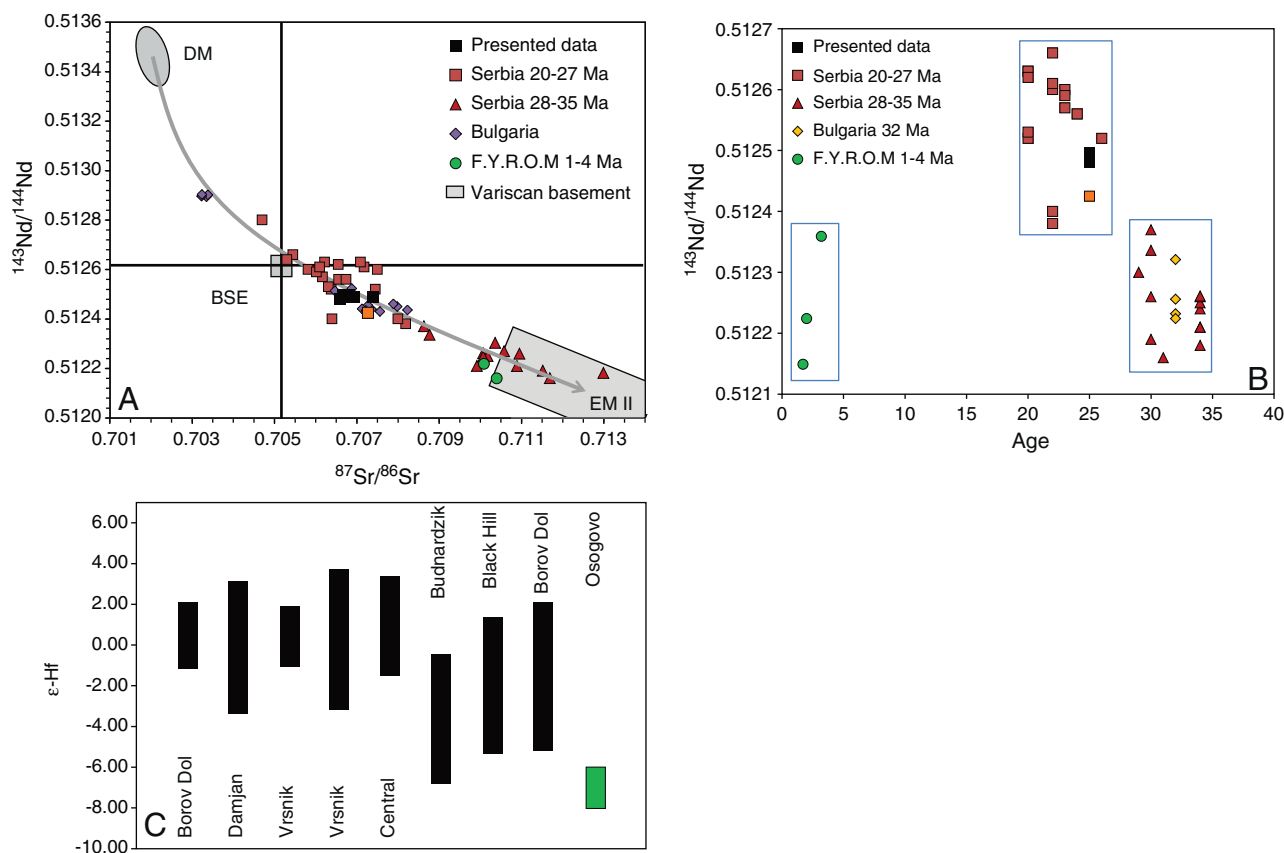 0.5136
0.5134
0.5132
0.5130
0.5128
0.5126
0.5124
0.5122
0.5120
143Nd/144Nd
DM
BSE
EM II
A
Presented data
Serbia 20-27 Ma
Serbia 28-35 Ma
Bulgaria
F.Y.R.O.M 1-4 Ma
Variscan basement
0.701 0.703 0.705 0.707 0.709 0.711 0.713
87Sr/86Sr
0.5127
0.5126
0.5125
0.5124
0.5123
0.5122
0.5121
143Nd/144Nd
Presented data
Serbia 20-27 Ma
Serbia 28-35 Ma
Bulgaria 32 Ma
F.Y.R.O.M 1-4 Ma
B
0 5 10 15 20 25 30 35 40
Age
6.00
4.00
2.00
0.00
-2.00
-4.00
-6.00
-8.00
-10.00
ε-Hf
C
Borov Dol
Damjan
Vrsnik
Vrsnik
Central
Budnardzik
Black Hill
Borov Dol
Osogovo